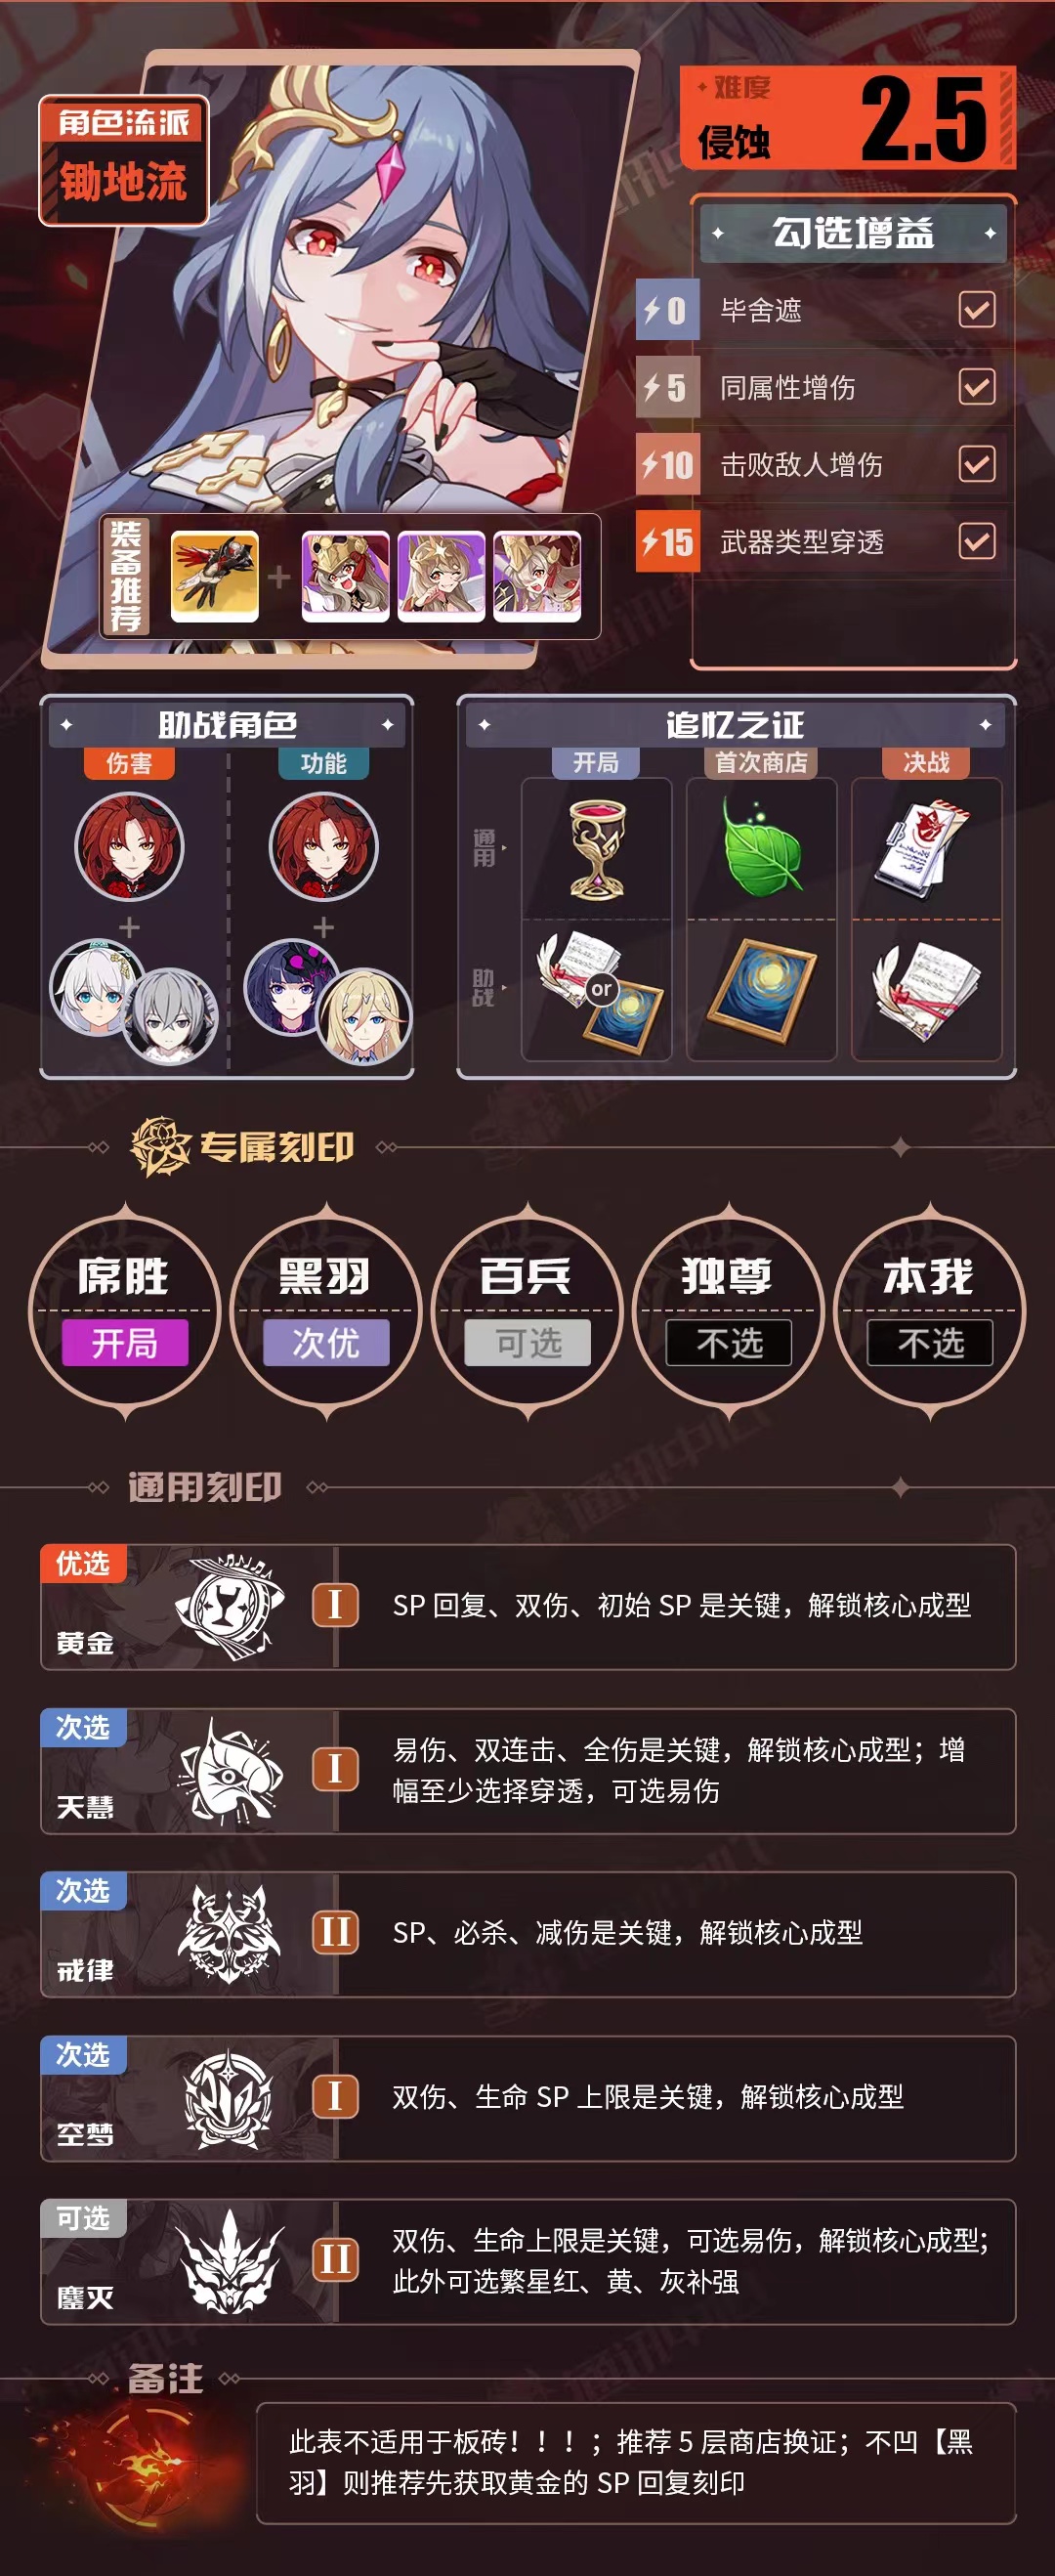 角色流派
锄地流
难度
侵蚀
2.5
勾选增益
0
毕舍遮
5
同属性增伤
10
击败敌人增伤
15
武器类型穿透
装备推荐
助战角色
伤害
功能
追忆之证
开局
首次商店
决战
通用
助战
or
专属刻印
席胜
开局
黑羽
次优
百兵
可选
独尊
不选
本我
不选
通用刻印
优选
黄金
I
SP 回复、双伤、初始 SP 是关键，解锁核心成型
次选
天慧
I
易伤、双连击、全伤是关键，解锁核心成型；增
幅至少选择穿透，可选易伤
次选
戒律
II
SP、必杀、减伤是关键，解锁核心成型
次选
空梦
I
双伤、生命 SP 上限是关键，解锁核心成型
可选
鏖灭
II
双伤、生命上限是关键，可选易伤，解锁核心成型；
此外可选繁星红、黄、灰补强
备注
此表不适用于板砖！！！；推荐 5 层商店换证；不凹【黑
羽】则推荐先获取黄金的 SP 回复刻印